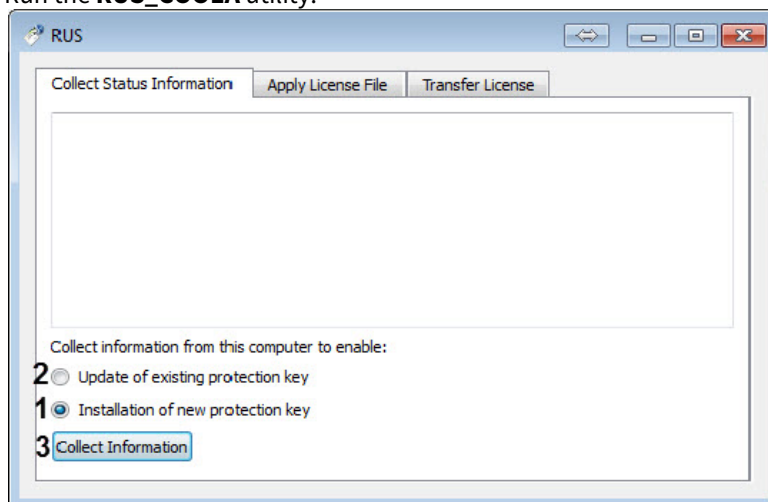 Run the utility.
RUS
Collect Status Information Apply License File Transfer License
Collect information from this computer to enable:
2 Update of existing protection key
1 Installation of new protection key
3 Collect Information